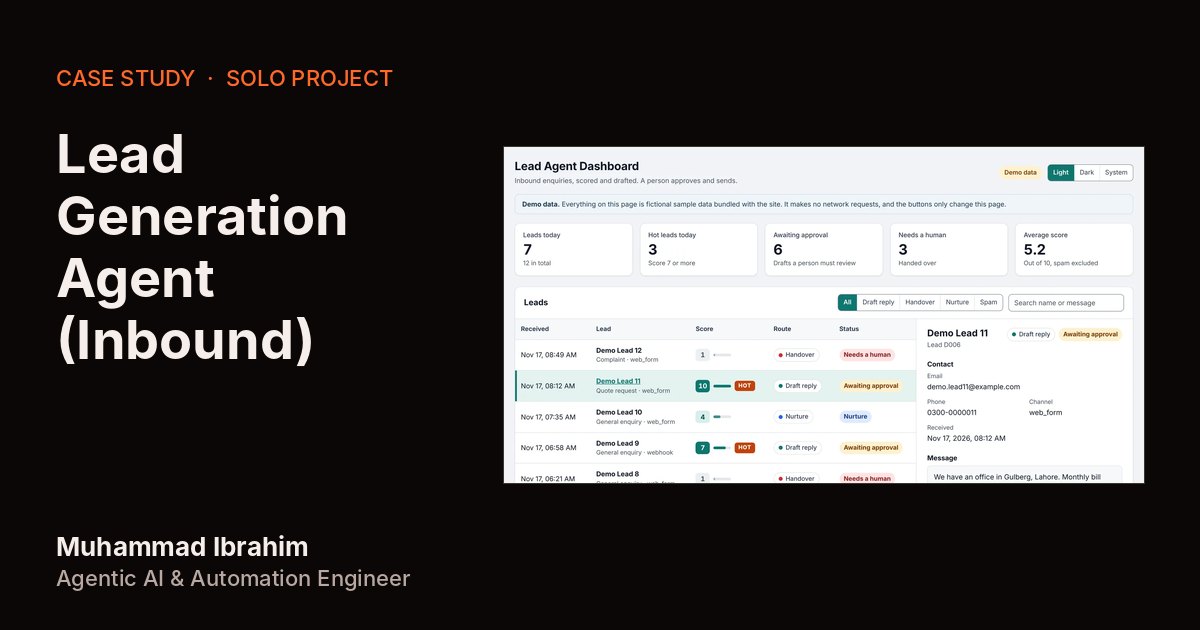 CASE STUDY · SOLO PROJECT
Lead
Generation
Agent
(Inbound)
Muhammad Ibrahim
Agentic AI & Automation Engineer
Lead Agent Dashboard
Inbound enquiries, scored and drafted. A person approves and sends.
Demo data
Light
Dark
System
Demo data. Everything on this page is fictional sample data bundled with the site. It makes no network requests, and the buttons only change this page.
Leads today
7
12 in total
Hot leads today
3
Score 7 or more
Awaiting approval
6
Drafts a person must review
Needs a human
3
Handed over
Average score
5.2
Out of 10, spam excluded
Leads
All
Draft reply
Handover
Nurture
Spam
Search name or message
Received Lead Score Route Status
Nov 17, 08:49 AM
Demo Lead 12
Complaint · web_form
1
Handover
Needs a human
Nov 17, 08:12 AM
Demo Lead 11
Quote request · web_form
10
HOT
Draft reply
Awaiting approval
Nov 17, 07:35 AM
Demo Lead 10
General enquiry · web_form
4
Nurture
Nurture
Nov 17, 06:58 AM
Demo Lead 9
General enquiry · webhook
7
HOT
Draft reply
Awaiting approval
Nov 17, 06:21 AM
Demo Lead 8
1
Handover
Needs a human
Demo Lead 11
Lead D006
Draft reply
Awaiting approval
Contact
Email
demo.lead11@example.com
Phone
0300-0000011
Channel
web_form
Received
Nov 17, 2026, 08:12 AM
Message
We have an office in Gulberg, Lahore. Monthly bill